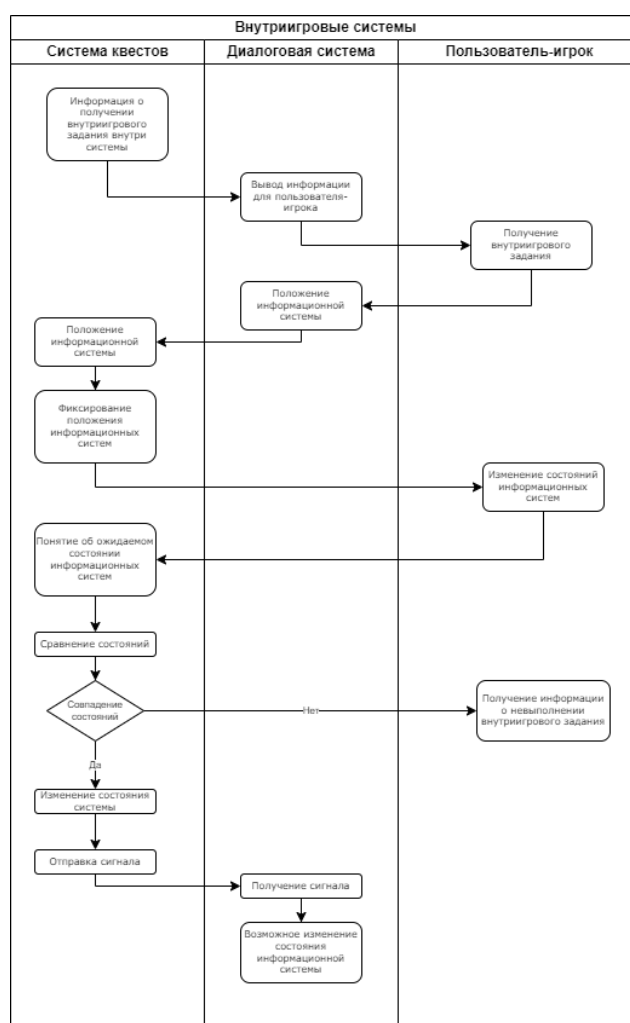 Внутриигровые системы
Система квестов
Диалоговая система
Пользователь-игрок
Информация о
получении
внутриигрового
задания внутри
системы
Вывод информации
для пользователя-
игрока
Получение
внутриигрового
задания
Положение
информационной
системы
Положение
информационной
системы
Фиксирование
положения
информационных
систем
Изменение состояний
информационных
систем
Понятие об ожидаемом
состоянии
информационных
систем
Сравнение состояний
Совпадение
состояний
Нет
Получение информации
о невыполнении
внутриигрового задания
Да
Изменение состояния
системы
Отправка сигнала
Получение сигнала
Возможное изменение
состояния
информационной
системы